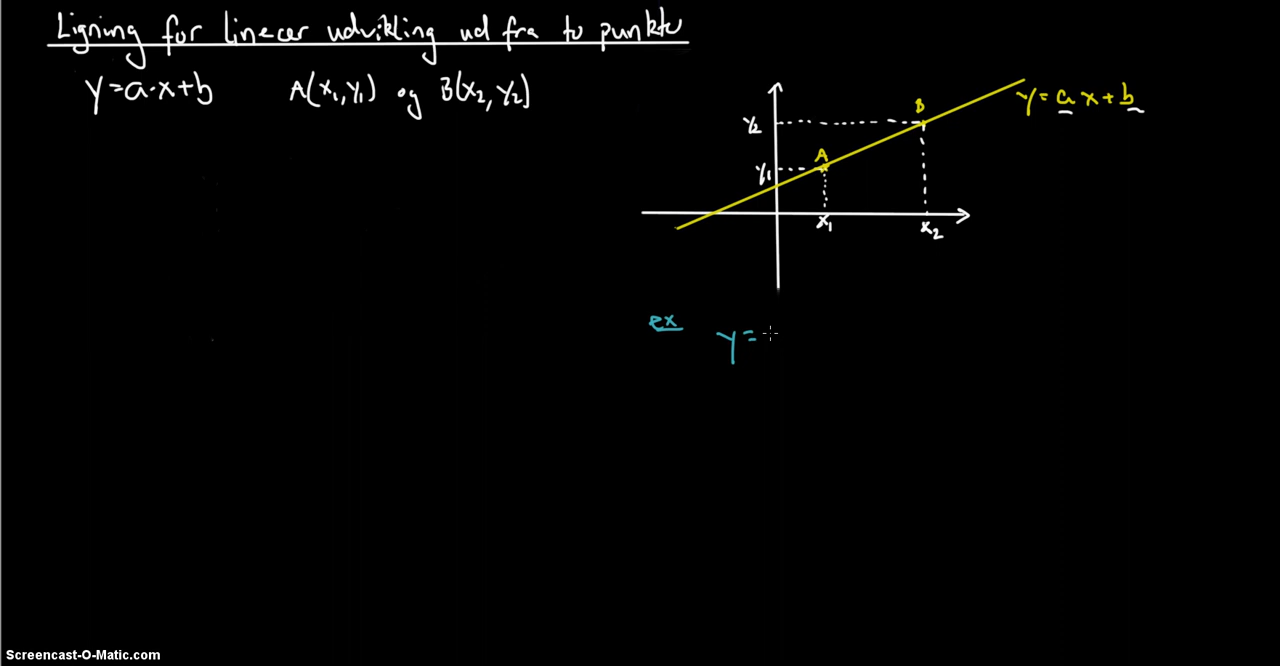 Ligning for lineær udvikling ud fra to punkter
y=a·x+b A(x₁,y₁) og B(x₂,y₂)
y=ax+b
B
y₂
A
y₁
x₁ x₂
ex y=
Screencast-O-Matic.com